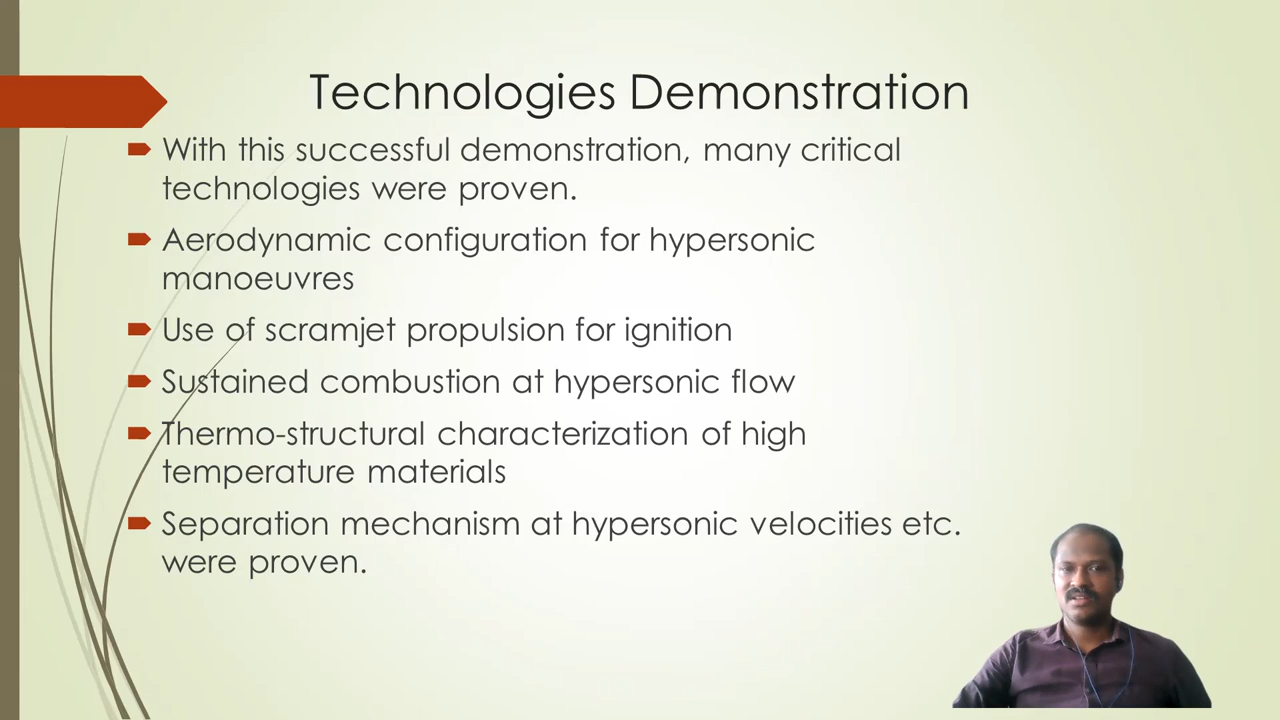 Technologies Demonstration
With this successful demonstration, many critical
technologies were proven.
Aerodynamic configuration for hypersonic
manoeuvres
Use of scramjet propulsion for ignition
Sustained combustion at hypersonic flow
Thermo-structural characterization of high
temperature materials
Separation mechanism at hypersonic velocities etc.
were proven.